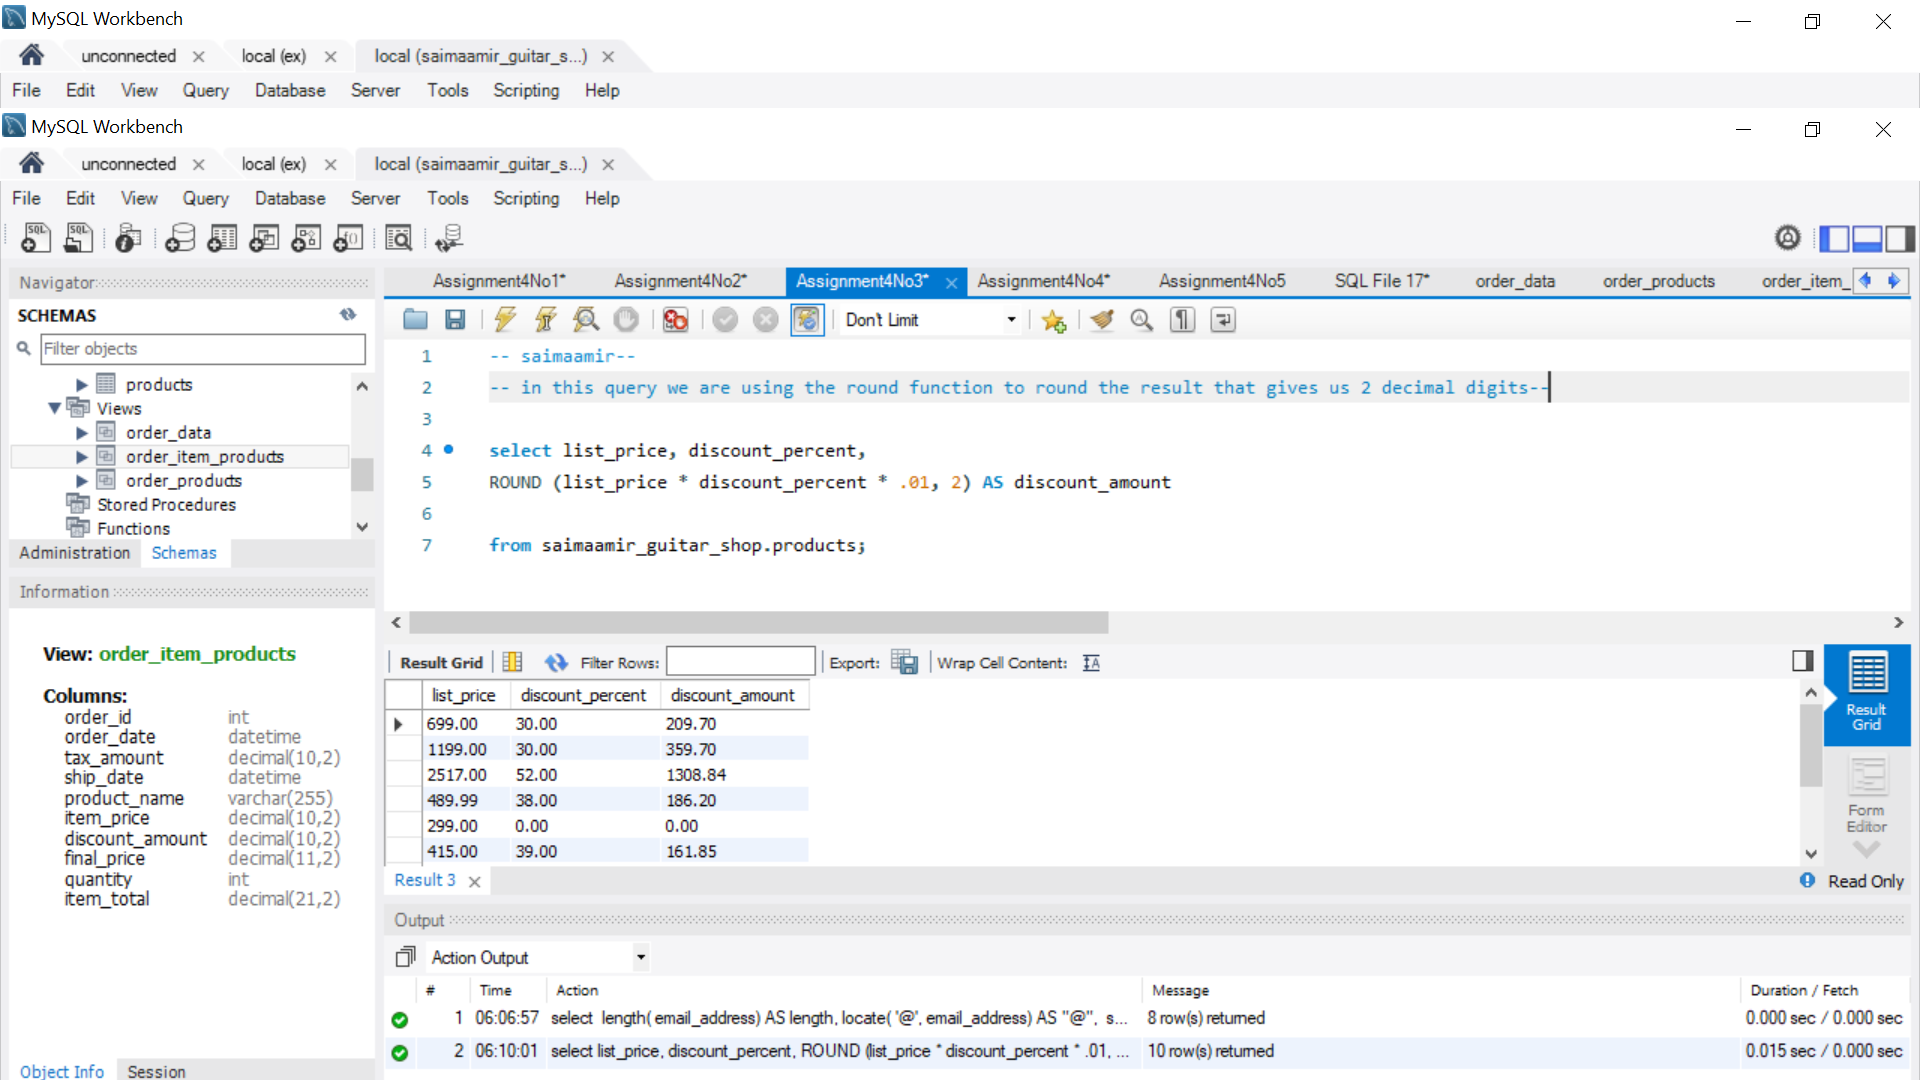 MySQL Workbench
unconnected
local (ex)
local (saimaamir_guitar_s...)
File Edit View Query Database Server Tools Scripting Help
MySQL Workbench
unconnected
local (ex)
local (saimaamir_guitar_s...)
File Edit View Query Database Server Tools Scripting Help
Navigator
SCHEMAS
Filter objects
products
Views
order_data
order_item_products
order_products
Stored Procedures
Functions
Administration Schemas
Information
View: order_item_products
Columns:
order_id int
order_date datetime
tax_amount decimal(10,2)
ship_date datetime
product_name varchar(255)
item_price decimal(10,2)
discount_amount decimal(10,2)
final_price decimal(11,2)
quantity int
item_total decimal(21,2)
Object Info Session
Assignment4No1* Assignment4No2* Assignment4No3* Assignment4No4* Assignment4No5 SQL File 17* order_data order_products order_item_
Don't Limit
1 -- saimaamir--
2 -- in this query we are using the round function to round the result that gives us 2 decimal digits--
3
4 select list_price, discount_percent,
5 ROUND (list_price * discount_percent * .01, 2) AS discount_amount
6
7 from saimaamir_guitar_shop.products;
Result Grid Filter Rows: Export: Wrap Cell Content:
list_price discount_percent discount_amount
699.00 30.00 209.70
1199.00 30.00 359.70
2517.00 52.00 1308.84
489.99 38.00 186.20
299.00 0.00 0.00
415.00 39.00 161.85
Result
Grid
Form
Editor
Result 3
Read Only
Output
Action Output
# Time Action Message Duration / Fetch
1 06:06:57 select length( email_address) AS length, locate( '@', email_address) AS "@", s... 8 row(s) returned 0.000 sec / 0.000 sec
2 06:10:01 select list_price, discount_percent, ROUND (list_price * discount_percent * .01, ... 10 row(s) returned 0.015 sec / 0.000 sec